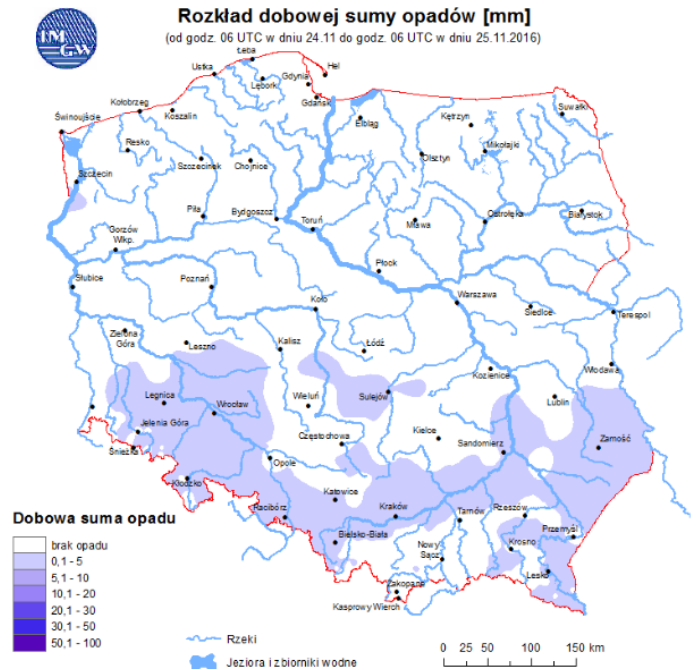 IM
GW
Rozkład dobowej sumy opadów [mm]
(od godz. 06 UTC w dniu 24.11 do godz. 06 UTC w dniu 25.11.2016)
Łeba
Hel
Ustka
Gdynia
Lębork
Gdańsk
Kołobrzeg
Koszalin
Świnoujście
Elbląg
Kętrzyn
Suwałki
Resko
Szczecinek
Chojnice
Olsztyn
Mikołajki
Szczecin
Piła
Bydgoszcz
Toruń
Mława
Ostrołęka
Białystok
Gorzów
Wlkp.
Płock
Słubice
Poznań
Koło
Warszawa
Siedlce
Terespol
Zielona
Góra
Leszno
Kalisz
Łódź
Kozienice
Włodawa
Legnica
Wrocław
Wieluń
Sulejów
Lublin
Jelenia Góra
Śnieżka
Częstochowa
Kielce
Sandomierz
Zamość
Opole
Kłodzko
Katowice
Racibórz
Kraków
Tarnów
Rzeszów
Przemyśl
Bielsko-Biała
Nowy
Sącz
Krosno
Lesko
Zakopane
Kasprowy Wierch
Dobowa suma opadu
brak opadu
0,1 - 5
5,1 - 10
10,1 - 20
20,1 - 30
30,1 - 50
50,1 - 100
Rzeki
Jeziora i zbiorniki wodne
0 25 50 100 150 km